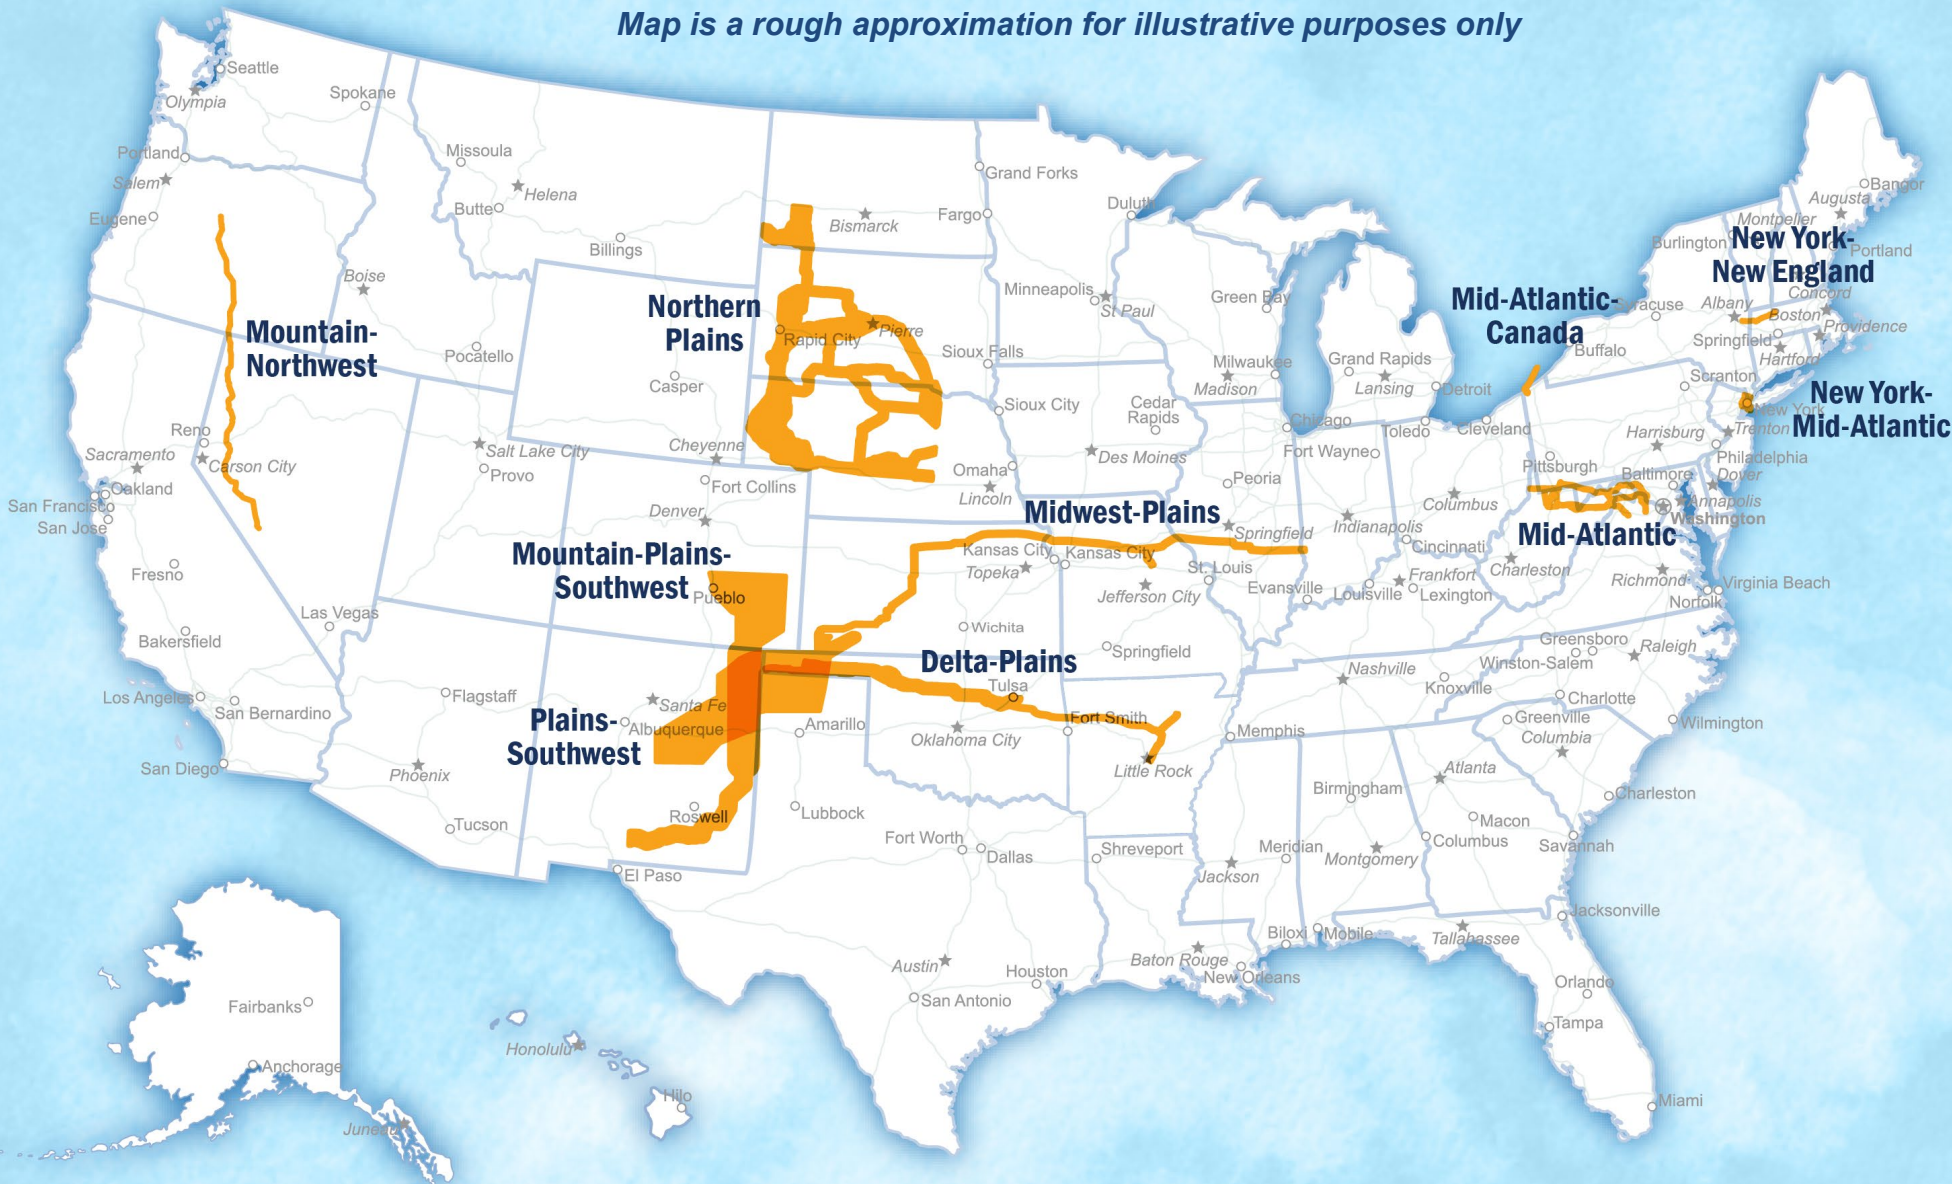 Map is a rough approximation for illustrative purposes only
Seattle
Olympia
Spokane
Portland
Salem
Eugene
Missoula
Helena
Butte
Billings
Boise
Pocatello
Mountain-
Northwest
Reno
Sacramento
Carson City
Oakland
San Francisco
San Jose
Fresno
Las Vegas
Bakersfield
Los Angeles
San Bernardino
San Diego
Salt Lake City
Provo
Flagstaff
Phoenix
Tucson
Casper
Cheyenne
Fort Collins
Denver
Pueblo
Northern
Plains
Mountain-Plains-
Southwest
Plains-
Southwest
Santa Fe
Albuquerque
Roswell
El Paso
Grand Forks
Bismarck
Fargo
Pierre
Rapid City
Sioux Falls
Sioux City
Omaha
Lincoln
Duluth
Minneapolis
St Paul
Green Bay
Milwaukee
Madison
Cedar
Rapids
Des Moines
Chicago
Peoria
Springfield
Midwest-Plains
Kansas City
Kansas City
Topeka
Wichita
Jefferson City
St. Louis
Springfield
Delta-Plains
Tulsa
Fort Smith
Oklahoma City
Little Rock
Amarillo
Lubbock
Fort Worth
Dallas
Austin
San Antonio
Houston
Shreveport
Baton Rouge
New Orleans
Jackson
Meridian
Biloxi
Mobile
Memphis
Nashville
Knoxville
Birmingham
Montgomery
Atlanta
Macon
Columbus
Savannah
Charleston
Greenville
Columbia
Charlotte
Wilmington
Winston-Salem
Greensboro
Raleigh
Jacksonville
Tallahassee
Orlando
Tampa
Miami
Grand Rapids
Lansing
Detroit
Fort Wayne
Toledo
Cleveland
Indianapolis
Columbus
Cincinnati
Evansville
Louisville
Frankfort
Lexington
Charleston
Mid-Atlantic
Richmond
Virginia Beach
Norfolk
Washington
Annapolis
Baltimore
Dover
Pittsburgh
Harrisburg
Philadelphia
Trenton
New York
New York-
Mid-Atlantic
Scranton
Buffalo
Mid-Atlantic-
Canada
Syracuse
Albany
Springfield
Hartford
Boston
Providence
Concord
New York-
New England
Burlington
Montpelier
Portland
Augusta
Bangor
Fairbanks
Anchorage
Juneau
Honolulu
Hilo